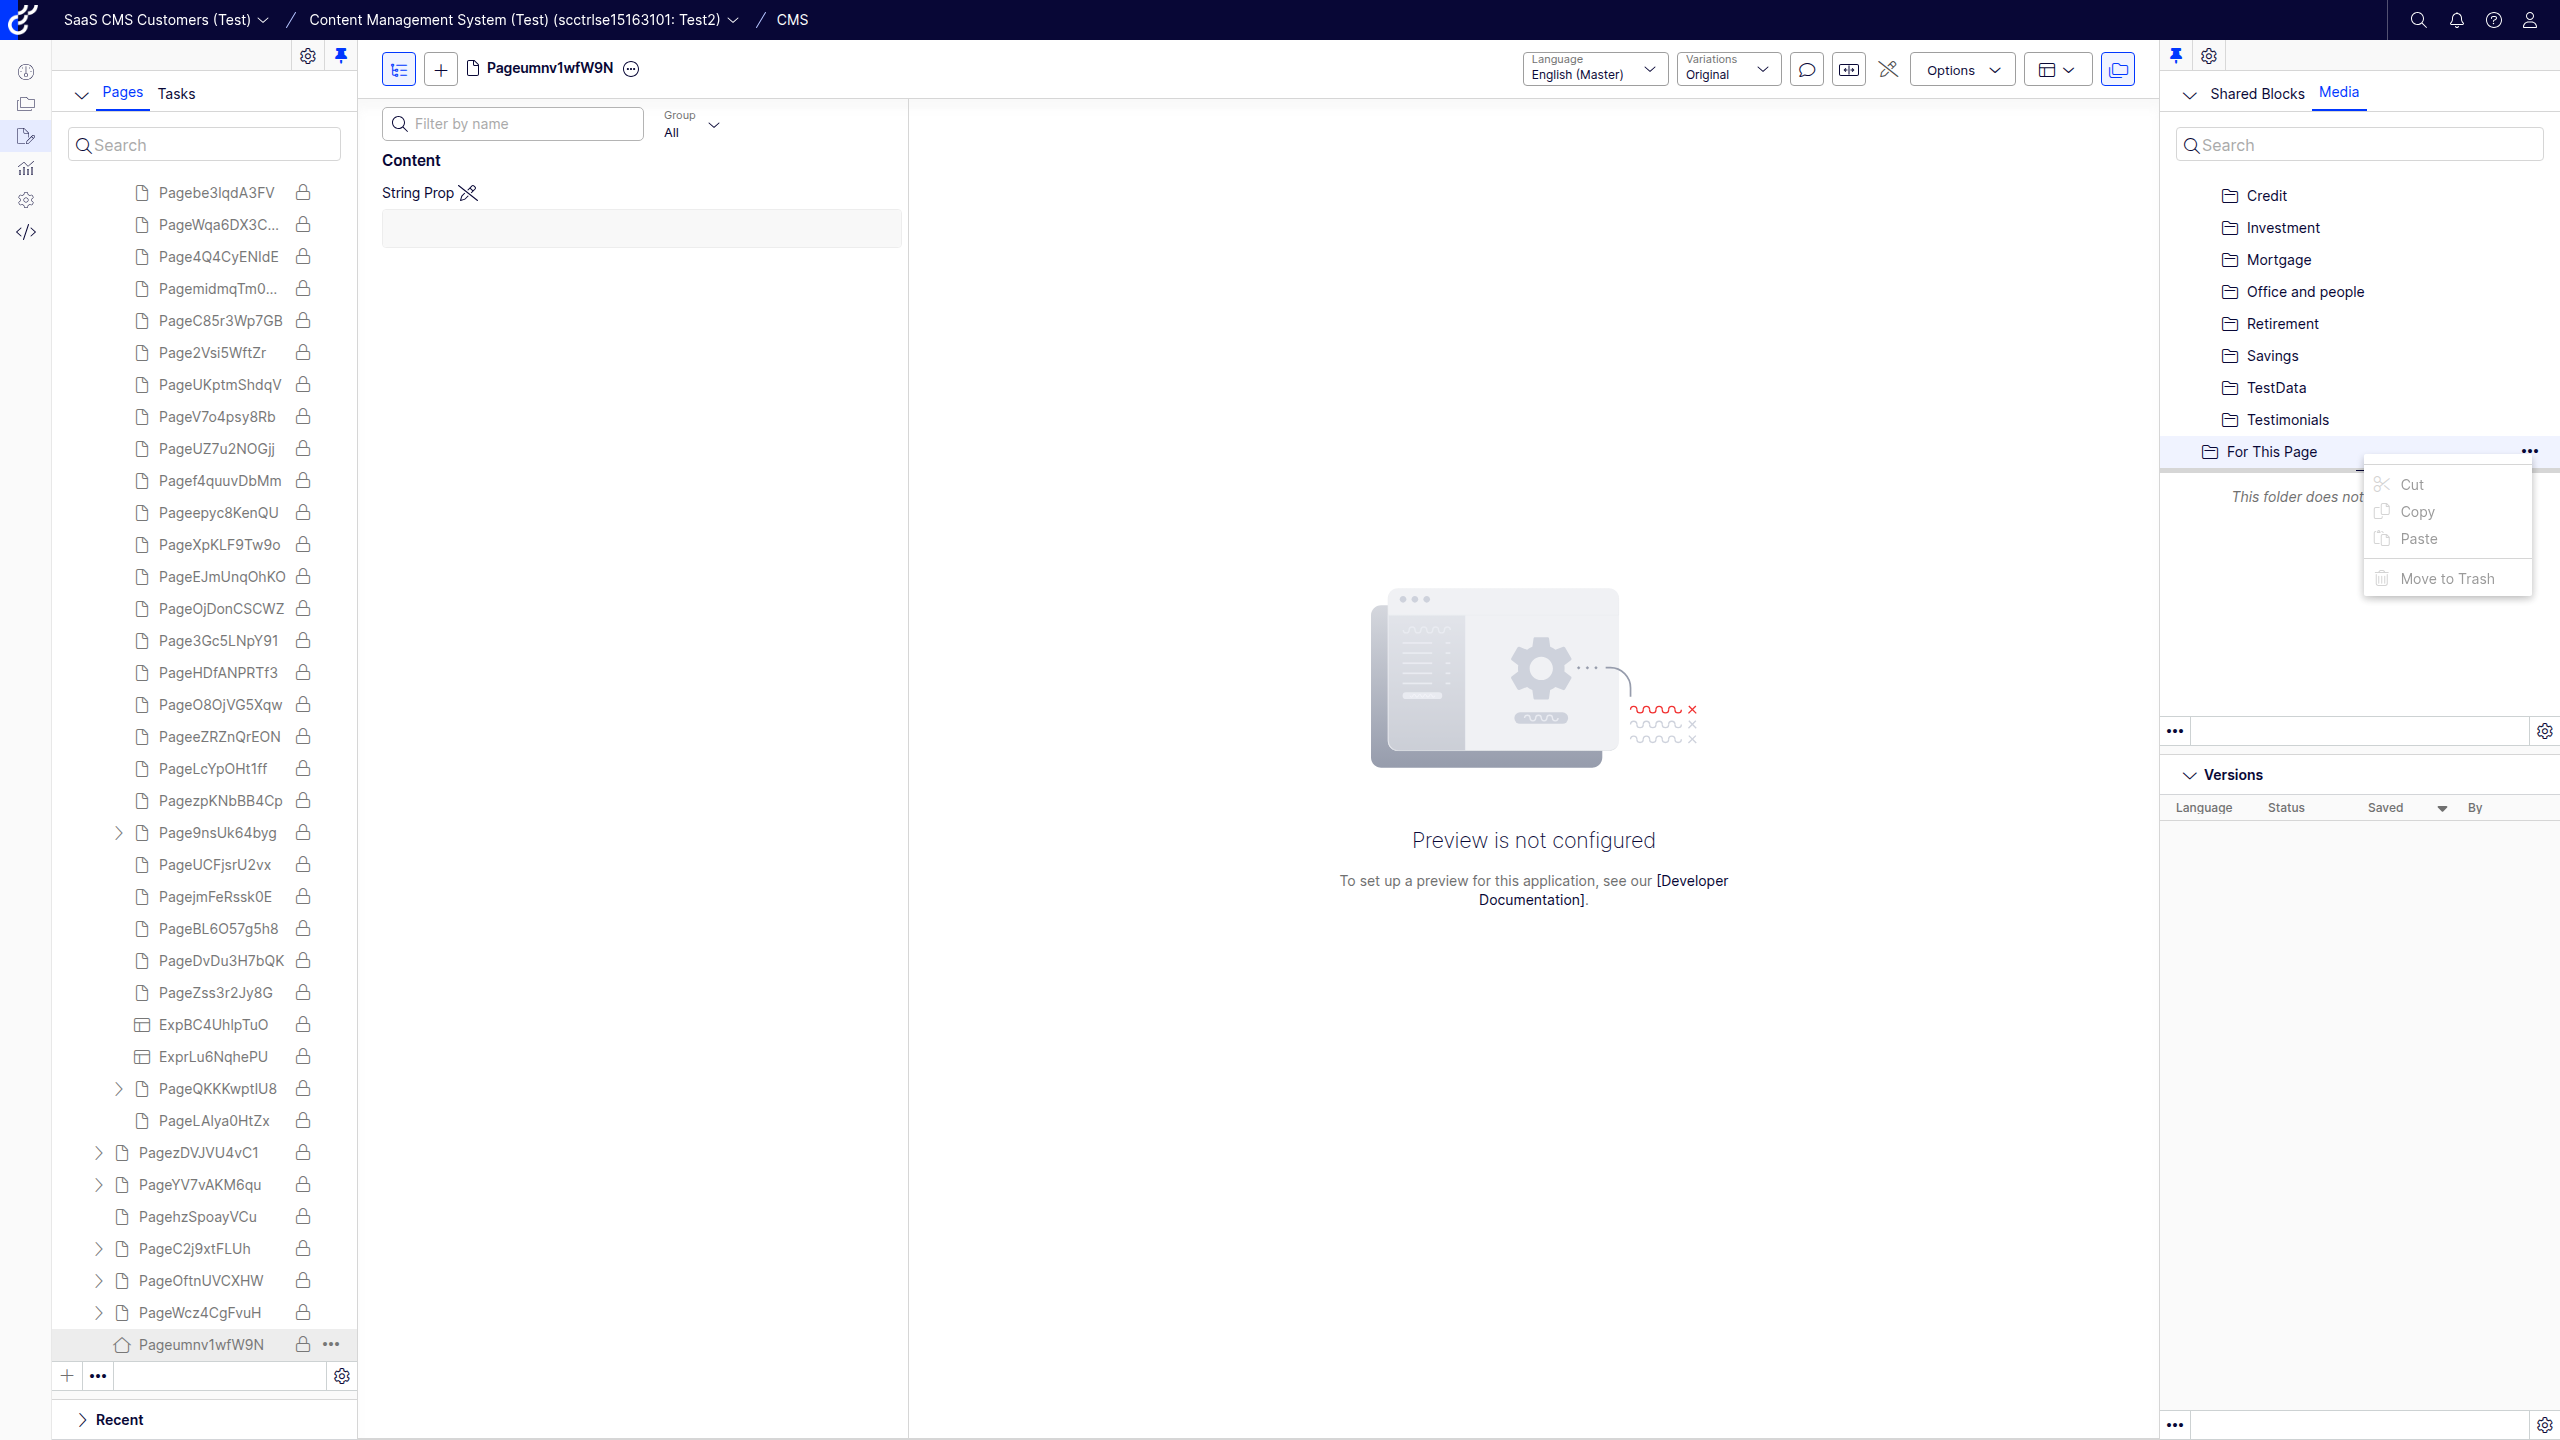 SaaS CMS Customers (Test) / Content Management System (Test) (scctrlse15163101: Test2) / CMS
Pages Tasks
Search
Pagebe3lqdA3FV
PageWqa6DX3C...
Page4Q4CyENIdE
PagemidmqTm0...
PageC85r3Wp7GB
Page2Vsi5WftZr
PageUKptmShdqV
PageV7o4psy8Rb
PageUZ7u2NOGjj
Pagef4quuvDbMm
Pageepyc8KenQU
PageXpKLF9Tw9o
PageEJmUnqOhKO
PageOjDonCSCWZ
Page3Gc5LNpY91
PageHDfANPRTf3
PageO8OjVG5Xqw
PageeZRZnQrEON
PageLcYpOHt1ff
PagezpKNbBB4Cp
Page9nsUk64byg
PageUCFjsrU2vx
PagejmFeRssk0E
PageBL6O57g5h8
PageDvDu3H7bQK
PageZss3r2Jy8G
ExpBC4UhlpTuO
ExprLu6NqhePU
PageQKKKwptlU8
PageLAlya0HtZx
PagezDVJVU4vC1
PageYV7vAKM6qu
PagehzSpoayVCu
PageC2j9xtFLUh
PageOftnUVCXHW
PageWcz4CgFvuH
Pageumnv1wfW9N
Recent
Pageumnv1wfW9N
Language
English (Master)
Variations
Original
Options
Filter by name
Group
All
Content
String Prop
Preview is not configured
To set up a preview for this application, see our [Developer
Documentation].
Shared Blocks Media
Search
Credit
Investment
Mortgage
Office and people
Retirement
Savings
TestData
Testimonials
For This Page
This folder does not
Cut
Copy
Paste
Move to Trash
Versions
Language Status Saved By